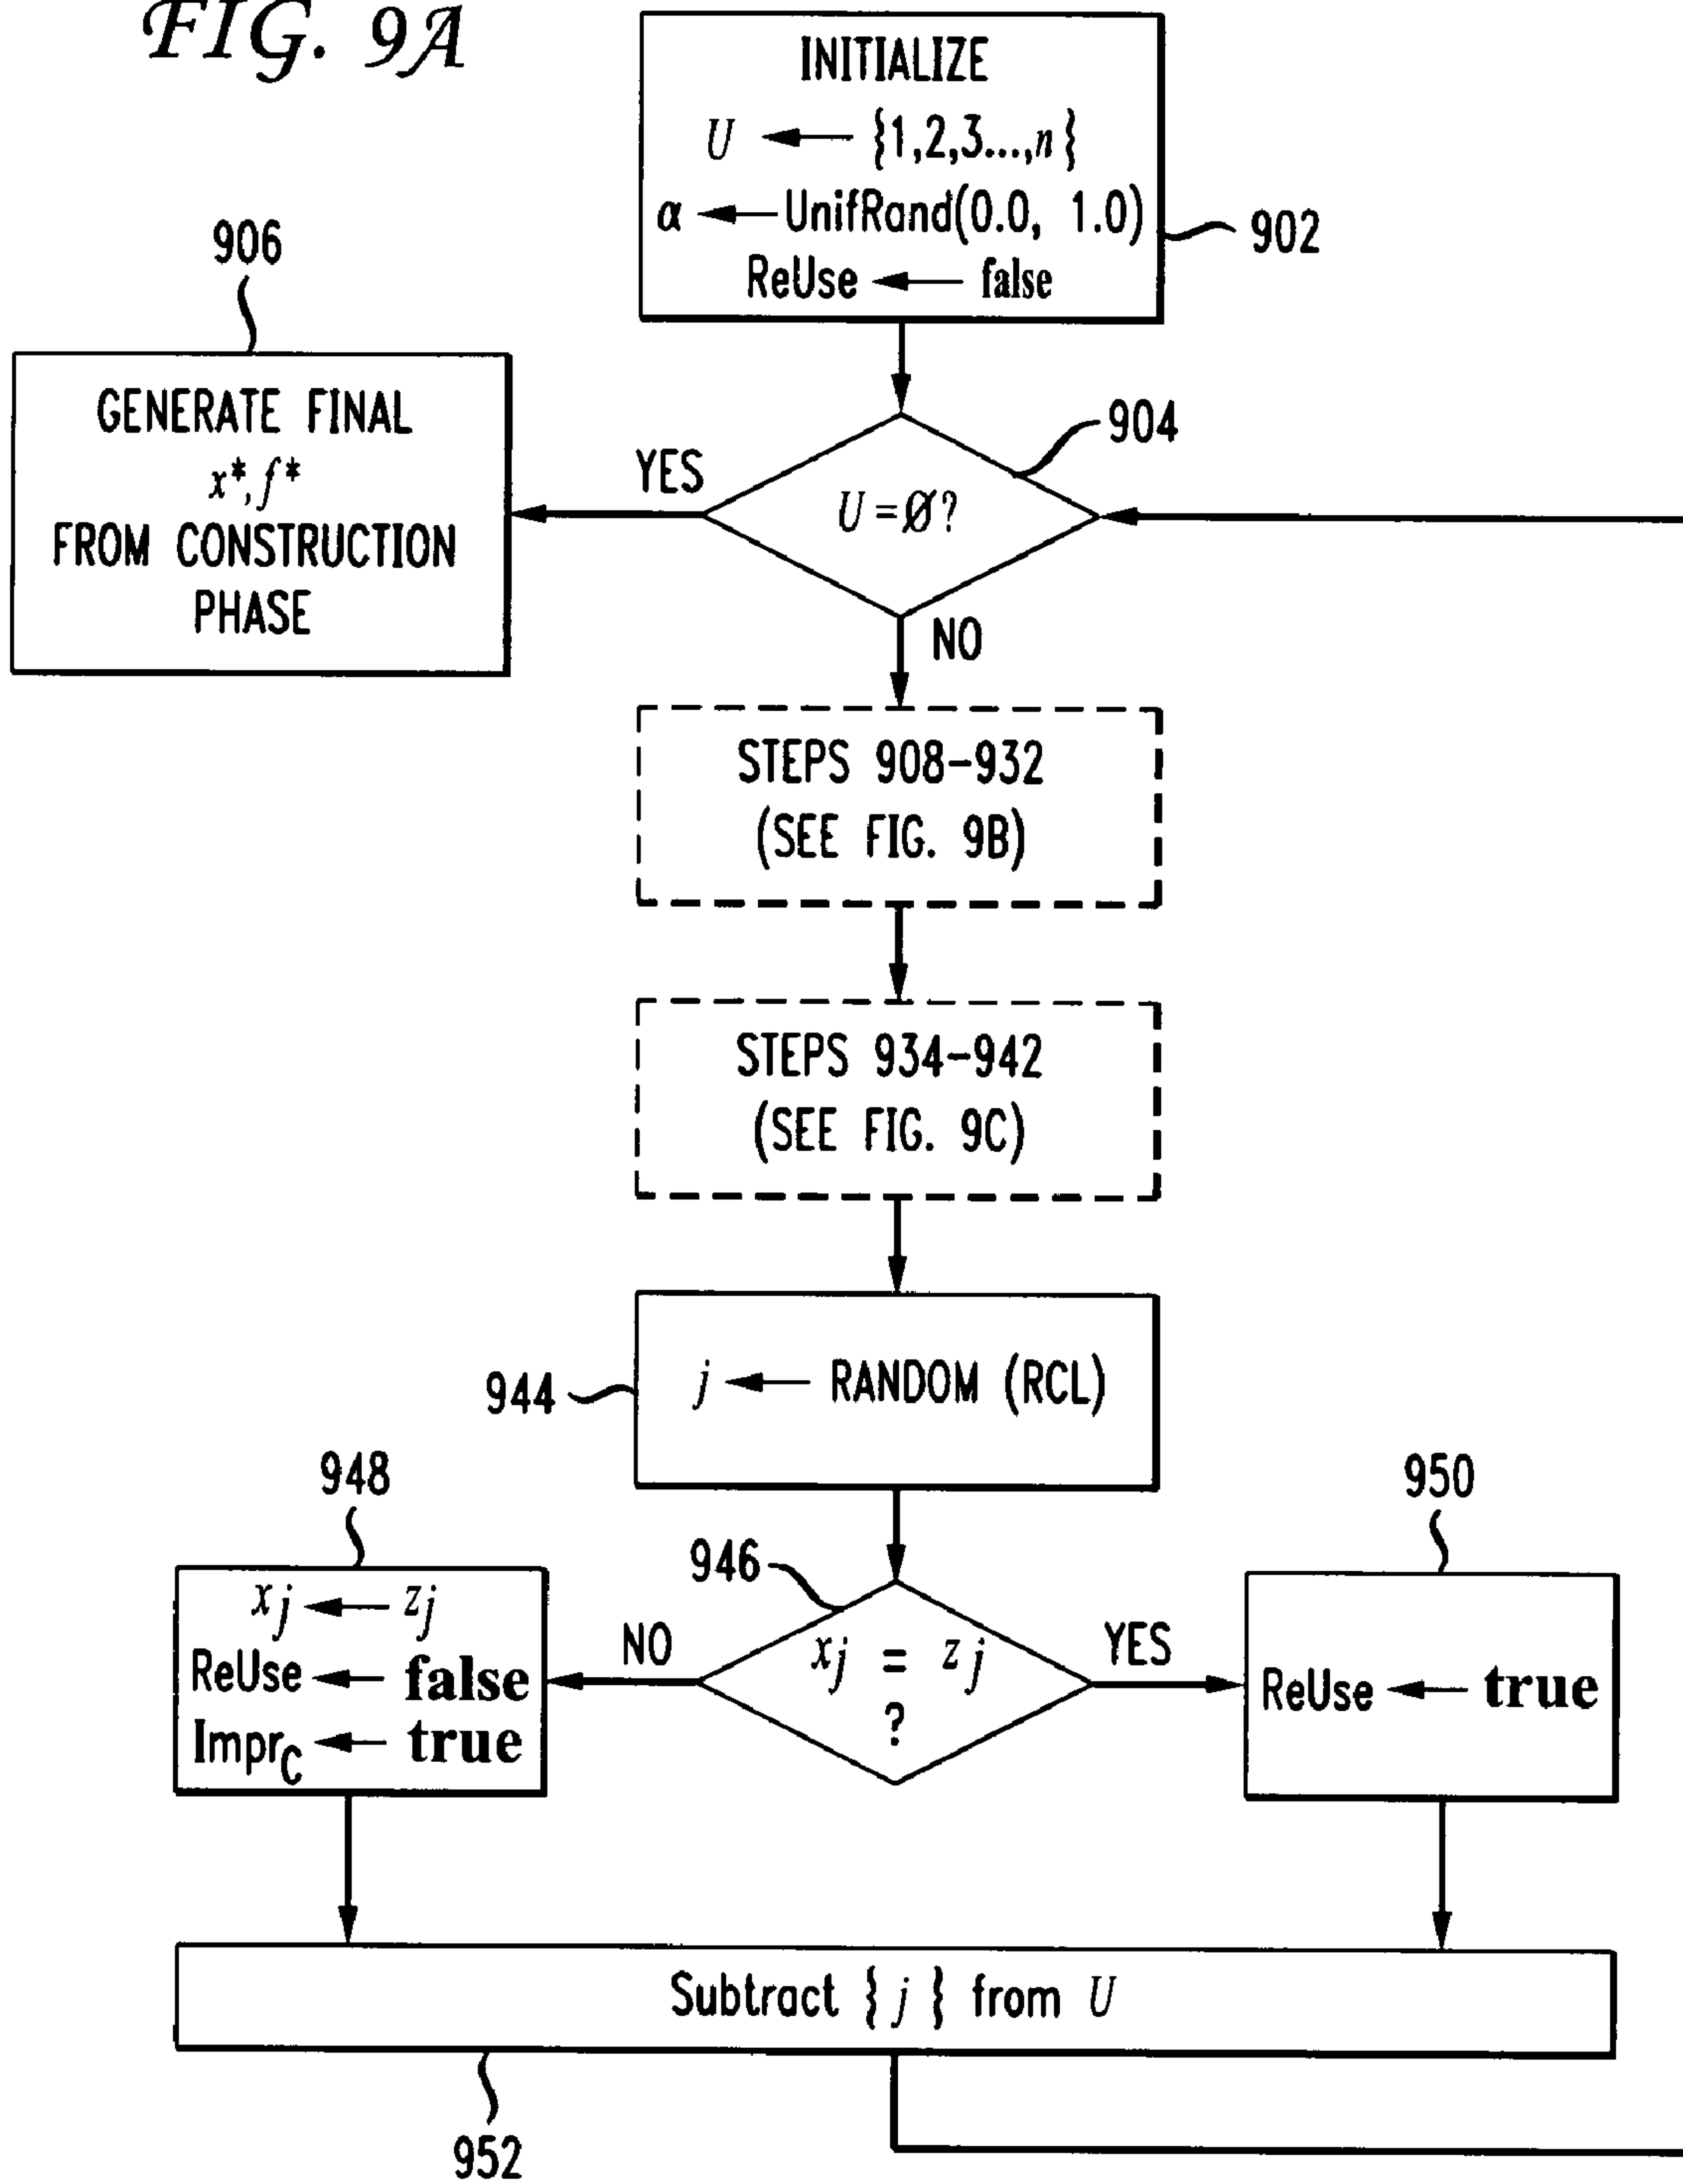 FIG. 9A
INITIALIZE
U ← {1,2,3...,n}
α ← UnifRand(0.0, 1.0)
ReUse ← false
902
906
GENERATE FINAL
x*, f*
FROM CONSTRUCTION
PHASE
904
YES
U = Ø?
NO
STEPS 908-932
(SEE FIG. 9B)
STEPS 934-942
(SEE FIG. 9C)
944
j ← RANDOM (RCL)
948
xj ← zj
ReUse ← false
ImprC ← true
946
NO
xj = zj
?
YES
950
ReUse ← true
Subtract {j} from U
952